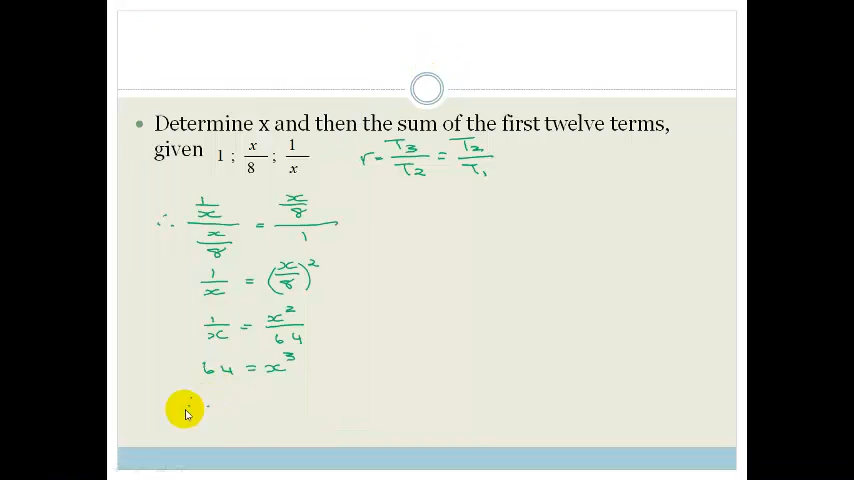 Determine x and then the sum of the first twelve terms,
given 1 ; x/8 ; 1/x r = T₃/T₂ = T₂/T₁
∴ (1/x)/(x/8) = (x/8)/1
1/x = (x/8)²
1/x = x²/64
64 = x³
∴